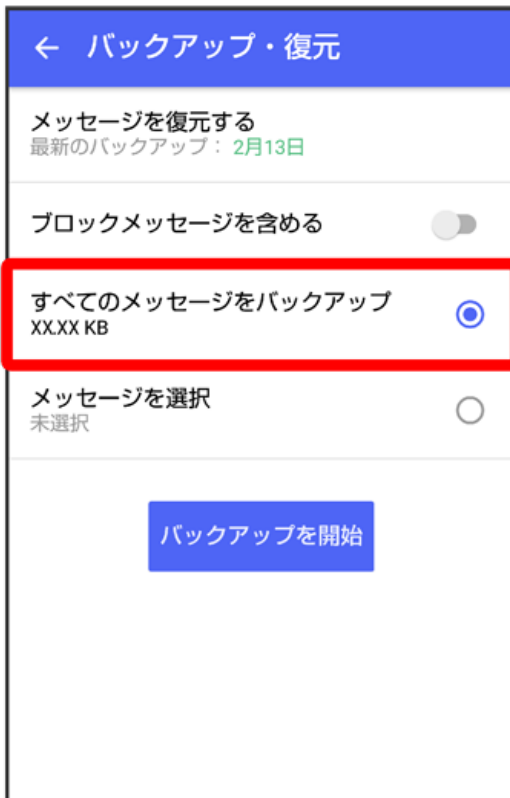 ← バックアップ・復元
メッセージを復元する
最新のバックアップ： 2月13日
ブロックメッセージを含める
すべてのメッセージをバックアップ
XX.XX KB
メッセージを選択
未選択
バックアップを開始